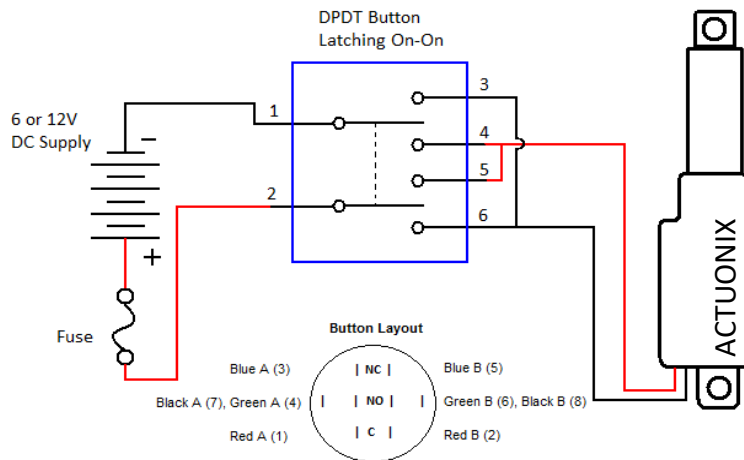 DPDT Button
Latching On-On
6 or 12V
DC Supply
−
+
1
2
3
4
5
6
Fuse
ACTUONIX
Button Layout
Blue A (3)
NC
Blue B (5)
Black A (7), Green A (4)
NO
Green B (6), Black B (8)
Red A (1)
C
Red B (2)